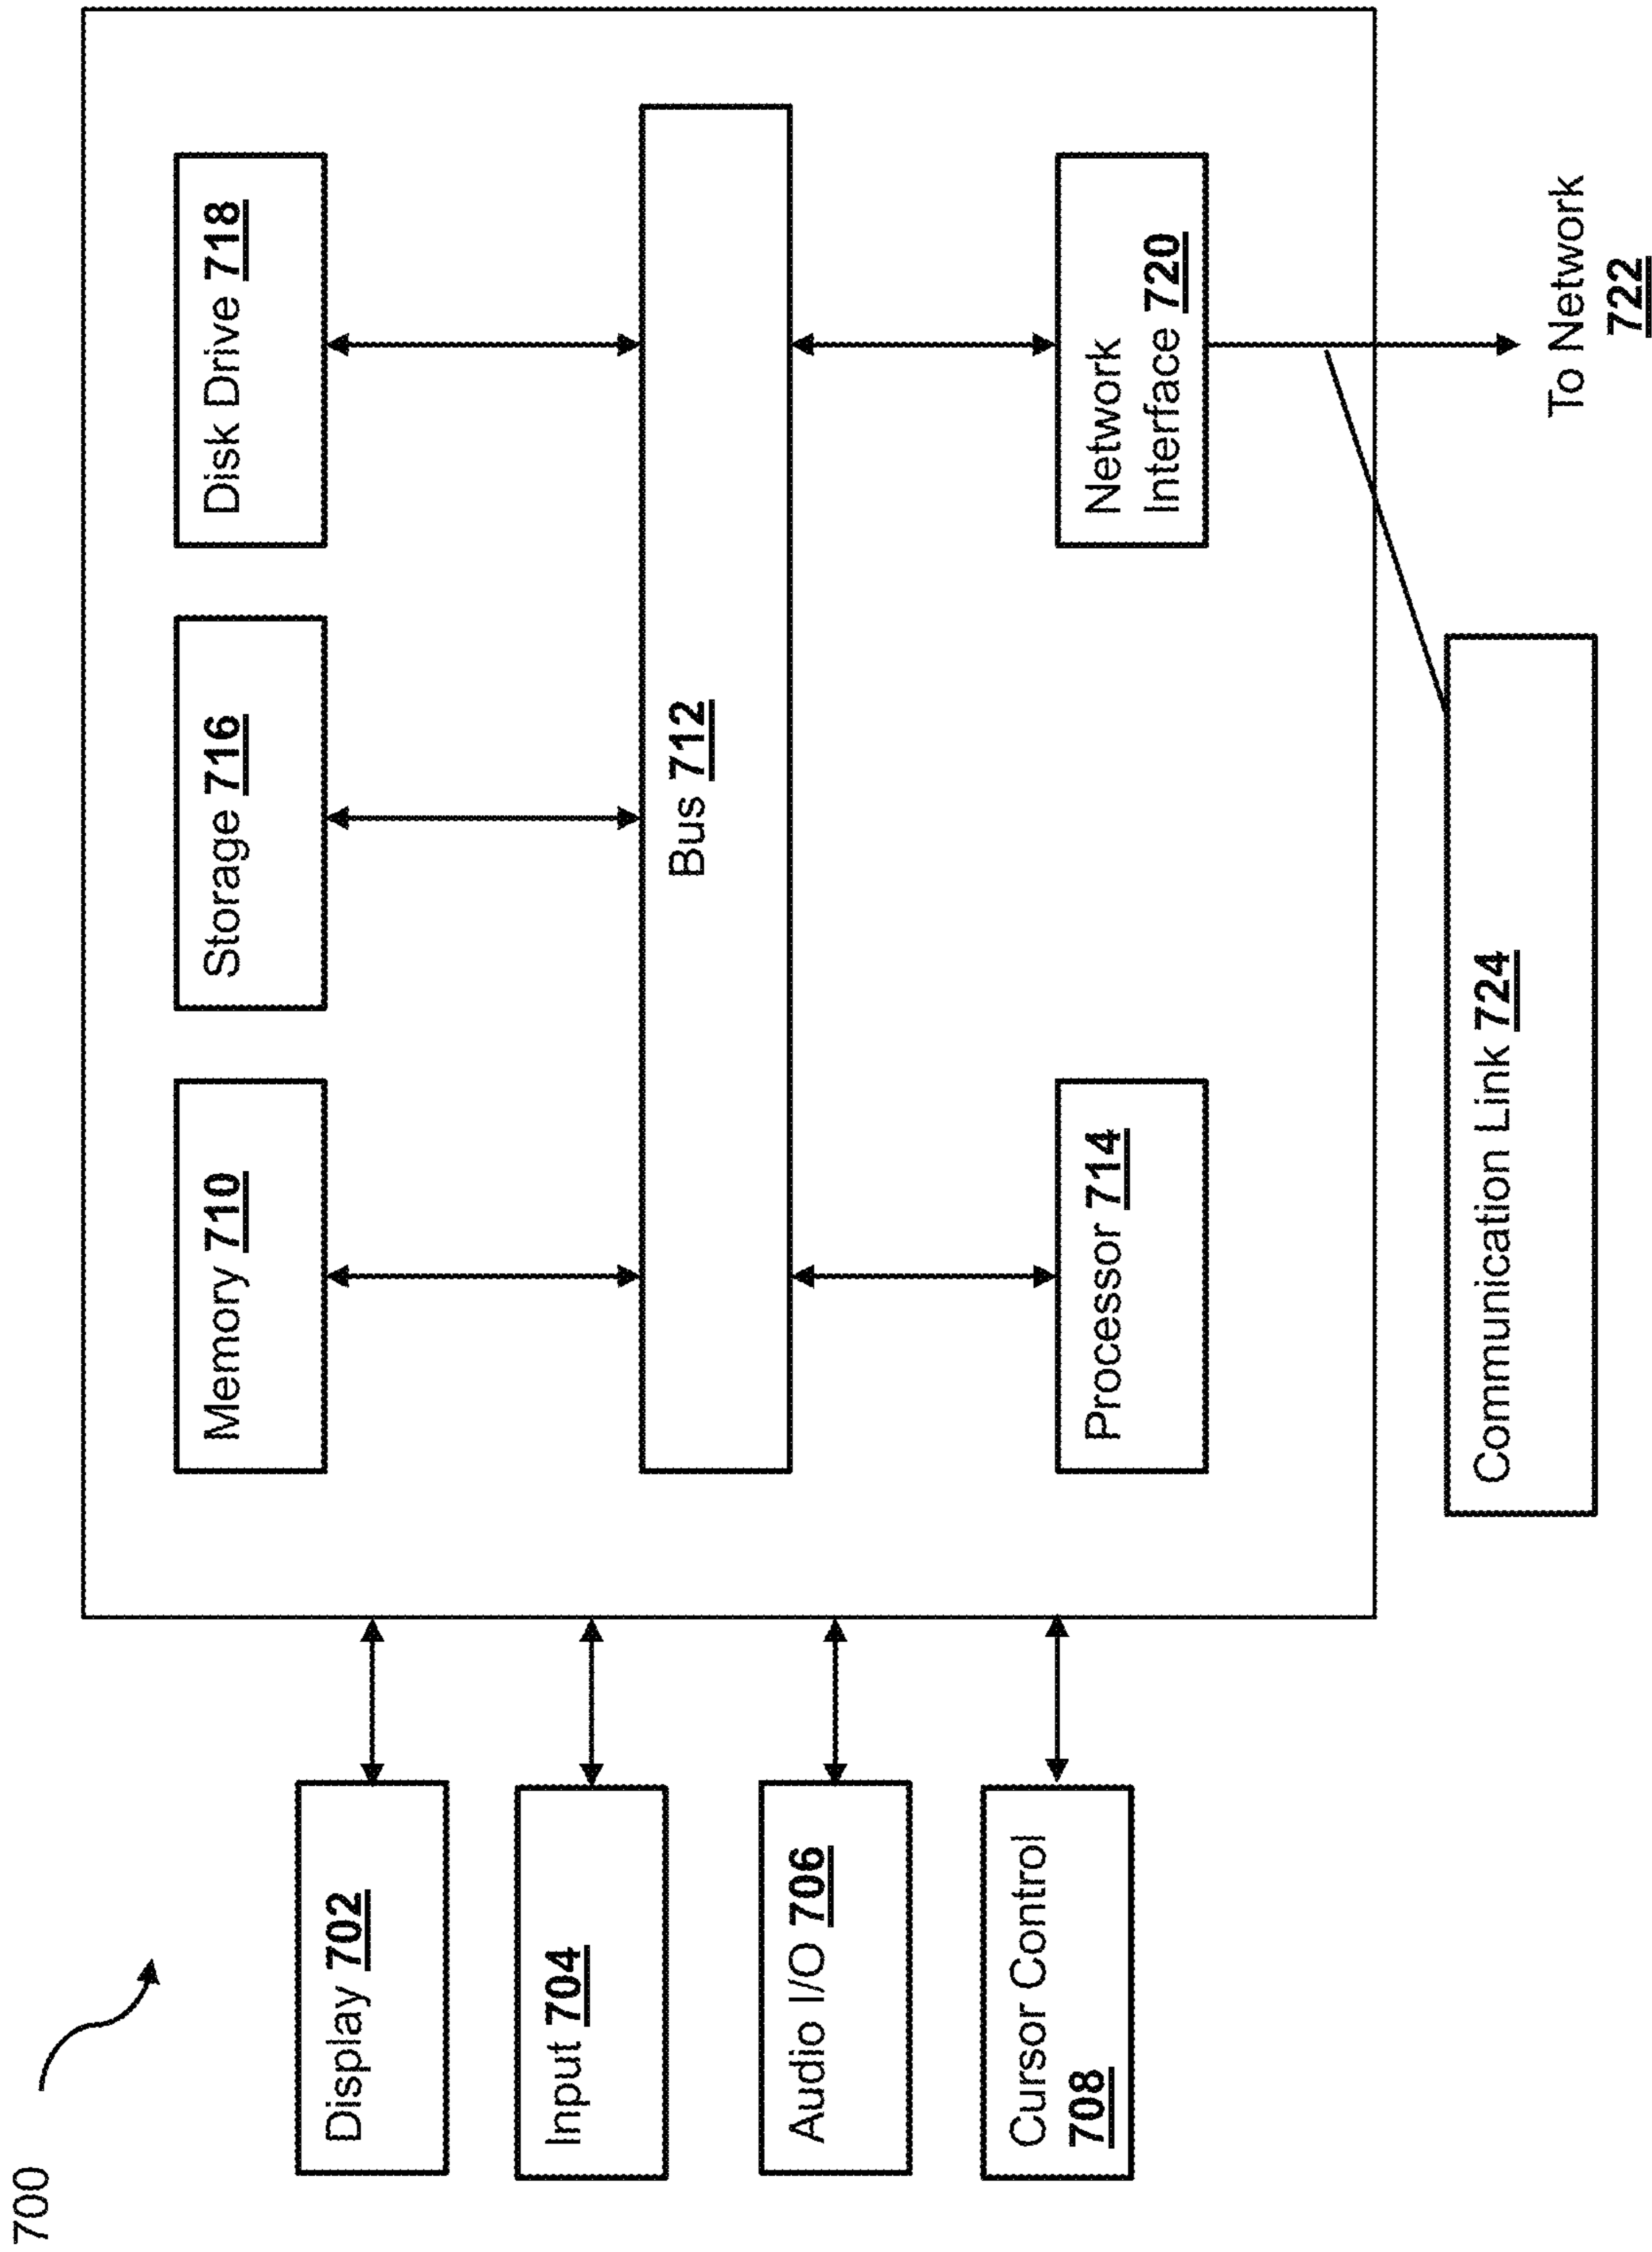 700
Display 702
Input 704
Audio I/O 706
Cursor Control
708
Memory 710
Storage 716
Disk Drive 718
Bus 712
Processor 714
Network
Interface 720
Communication Link 724
To Network
722